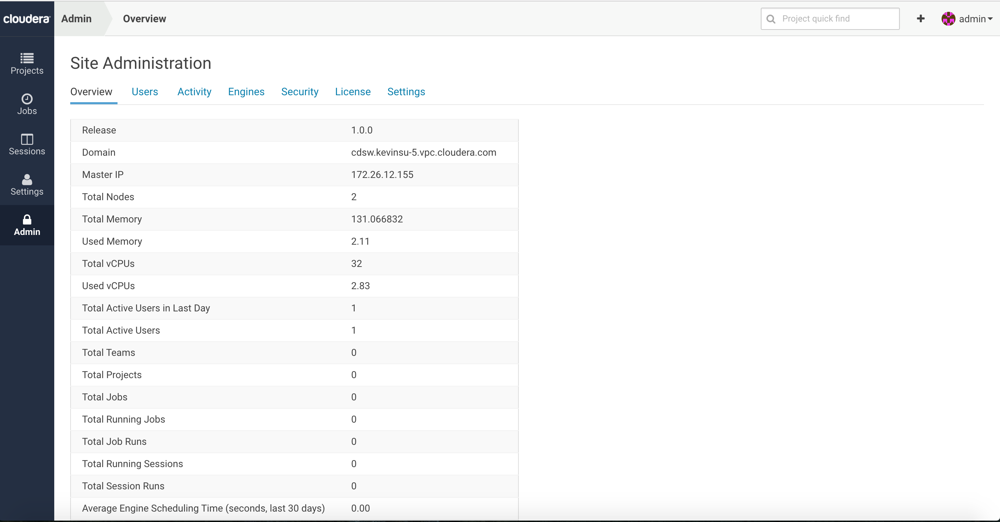 cloudera
Admin Overview Project quick find admin
Projects
Jobs
Sessions
Settings
Admin
Site Administration
Overview Users Activity Engines Security License Settings
Release 1.0.0
Domain cdsw.kevinsu-5.vpc.cloudera.com
Master IP 172.26.12.155
Total Nodes 2
Total Memory 131.066832
Used Memory 2.11
Total vCPUs 32
Used vCPUs 2.83
Total Active Users in Last Day 1
Total Active Users 1
Total Teams 0
Total Projects 0
Total Jobs 0
Total Running Jobs 0
Total Job Runs 0
Total Running Sessions 0
Total Session Runs 0
Average Engine Scheduling Time (seconds, last 30 days) 0.00